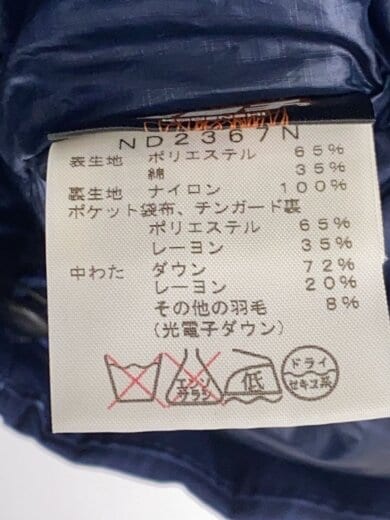 ND2367N
表生地 ポリエステル 65%
綿 35%
裏生地 ナイロン 100%
ポケット袋布、チンガード裏
ポリエステル 65%
レーヨン 35%
中わた ダウン 72%
レーヨン 20%
その他の羽毛 8%
(光電子ダウン)
エンソ
サラシ
低
ドライ
セキユ系